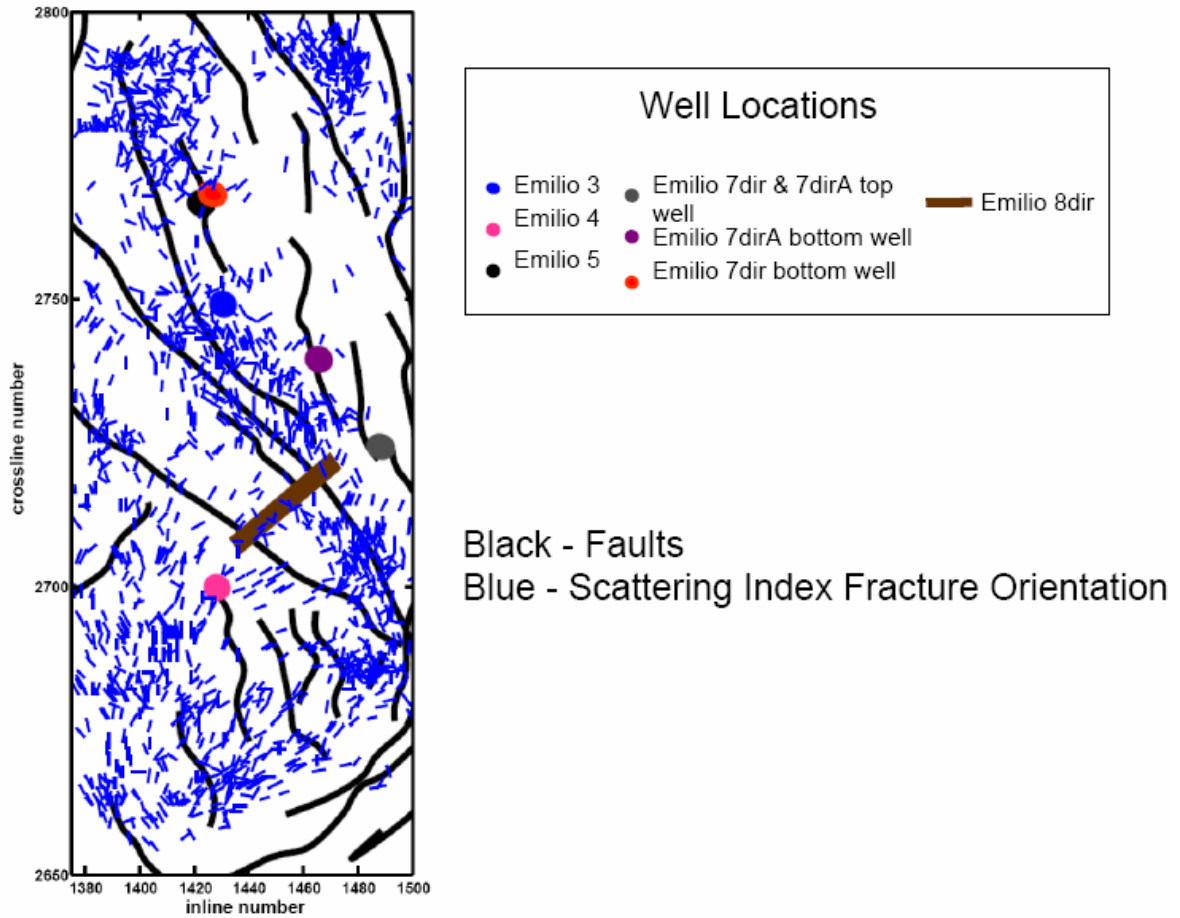 2800
2750
2700
2650
crossline number
1380 1400 1420 1440 1460 1480 1500
inline number
Well Locations
Emilio 3
Emilio 4
Emilio 5
Emilio 7dir & 7dirA top
well
Emilio 7dirA bottom well
Emilio 7dir bottom well
Emilio 8dir
Black - Faults
Blue - Scattering Index Fracture Orientation